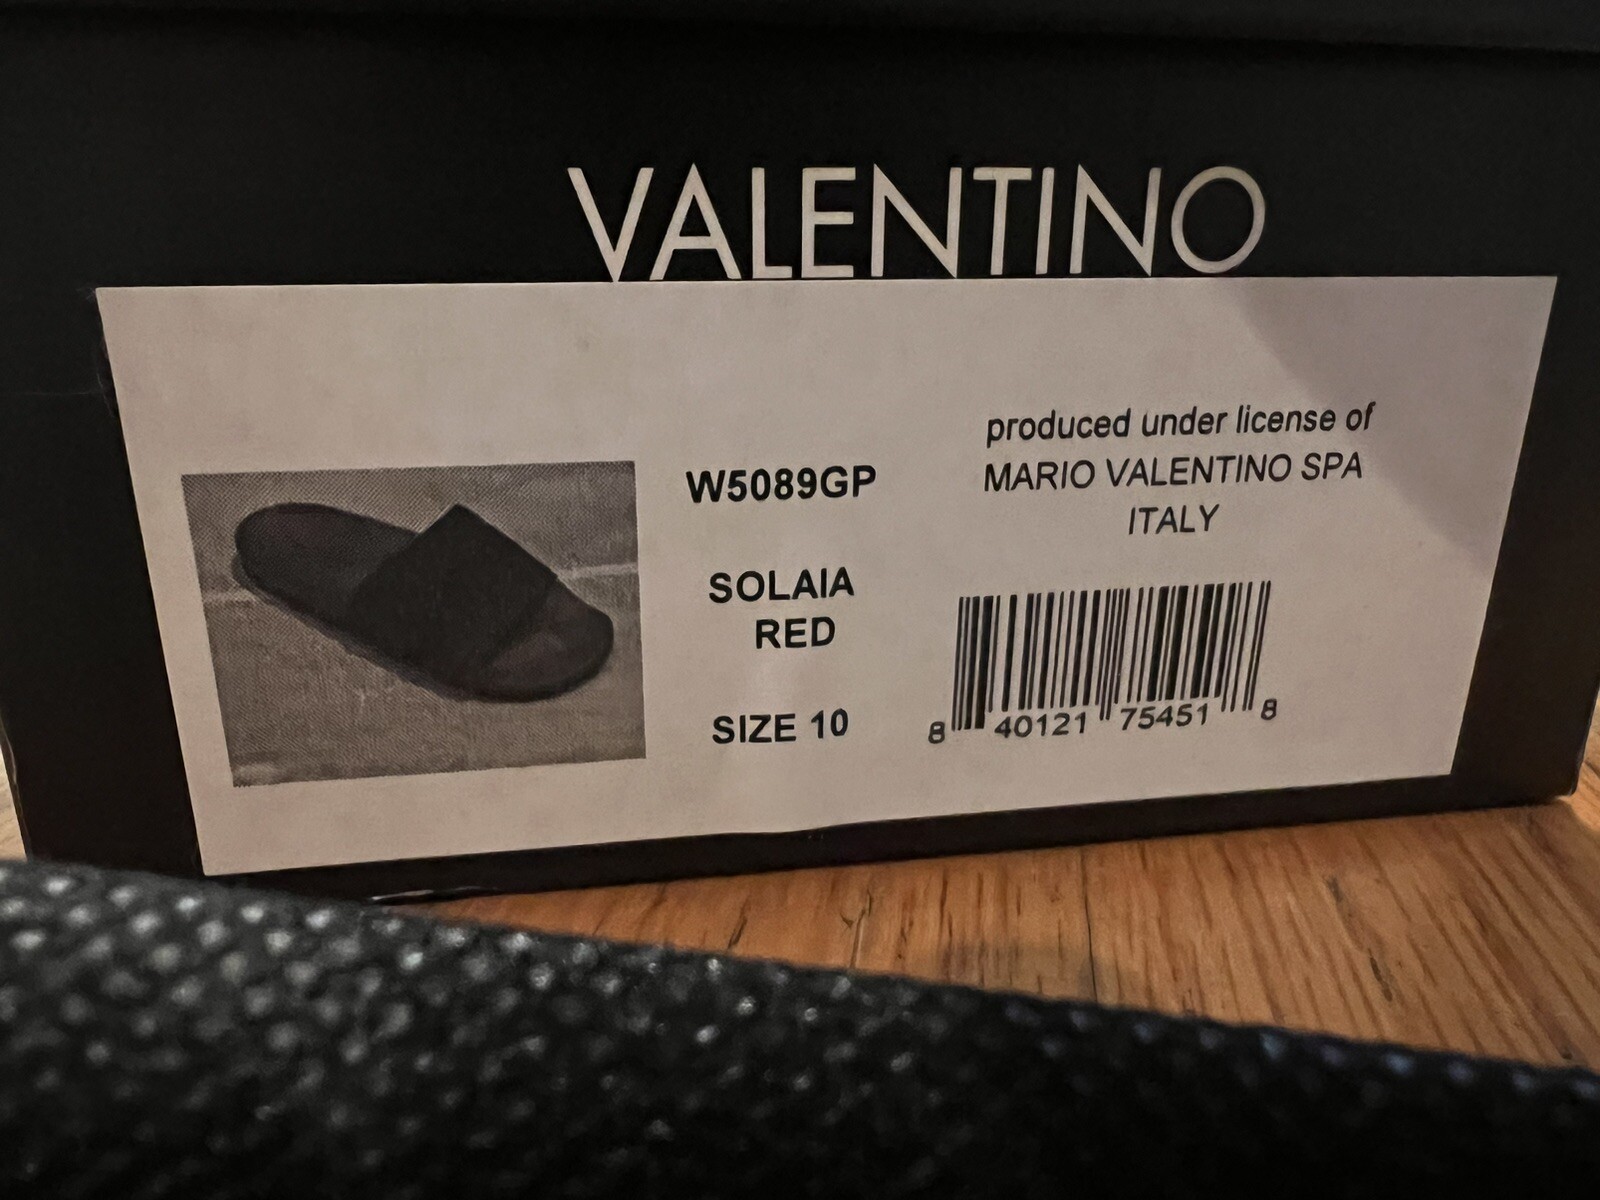 VALENTINO
W5089GP
SOLAIA
RED
SIZE 10
produced under license of
MARIO VALENTINO SPA
ITALY
8 40121 75451 8